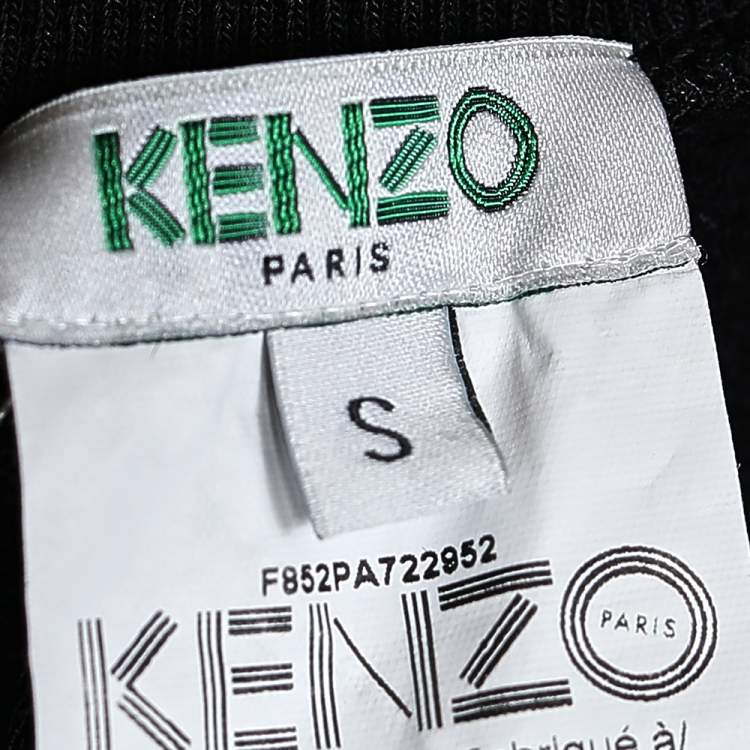 KENZO
PARIS
S
F852PA722952
KENZO
PARIS
à/